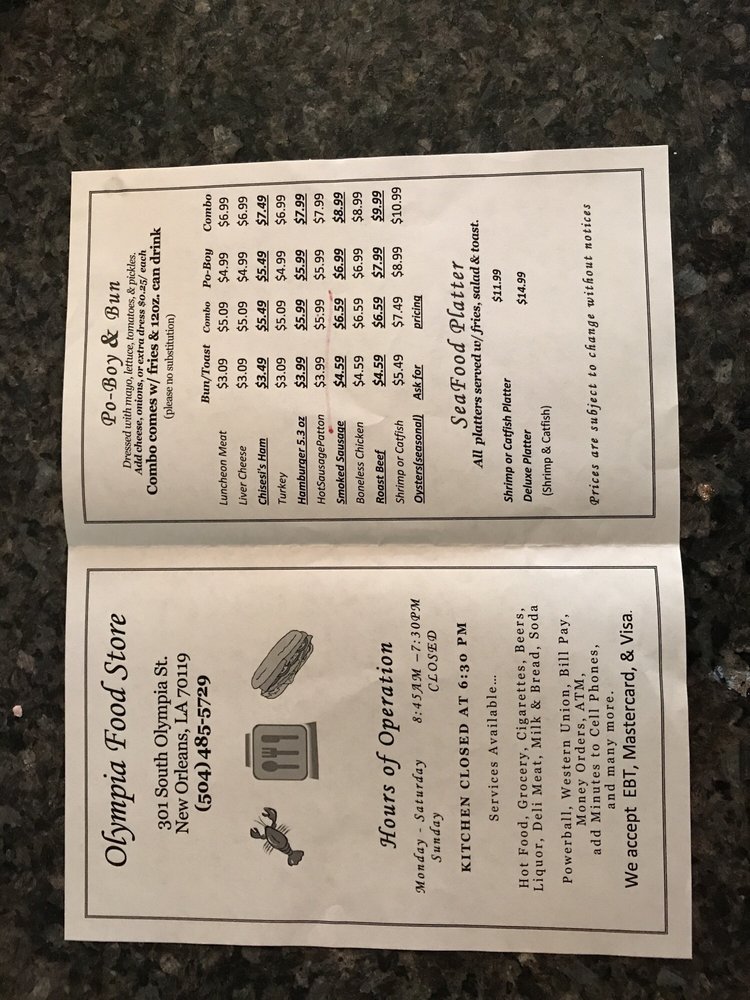 Olympia Food Store
301 South Olympia St.
New Orleans, LA 70119
(504) 485-5729
Hours of Operation
Monday - Saturday 8:45AM –7:30PM
Sunday CLOSED
KITCHEN CLOSED AT 6:30 PM
Services Available...
Hot Food, Grocery, Cigarettes, Beers,
Liquor, Deli Meat, Milk & Bread, Soda
Powerball, Western Union, Bill Pay,
Money Orders, ATM,
add Minutes to Cell Phones,
and many more.
We accept EBT, Mastercard, & Visa.
Po-Boy & Bun
Dressed with mayo, lettuce, tomatoes, & pickles.
Add cheese, onions, or extra dress $0.25/ each
Combo comes w/ fries & 12oz. can drink
(please no substitution)
Bun/Toast Combo Po-Boy Combo
Luncheon Meat $3.09 $5.09 $4.99 $6.99
Liver Cheese $3.09 $5.09 $4.99 $6.99
Chisesi's Ham $3.49 $5.49 $5.49 $7.49
Turkey $3.09 $5.09 $4.99 $6.99
Hamburger 5.3 oz $3.99 $5.99 $5.99 $7.99
HotSausagePatton $3.99 $5.99 $5.99 $7.99
Smoked Sausage $4.59 $6.59 $6.99 $8.99
Boneless Chicken $4.59 $6.59 $6.99 $8.99
Roast Beef $4.59 $6.59 $7.99 $9.99
Shrimp or Catfish $5.49 $7.49 $8.99 $10.99
Oysters(seasonal) Ask for pricing
SeaFood Platter
All platters served w/ fries, salad & toast.
Shrimp or Catfish Platter $11.99
Deluxe Platter $14.99
(Shrimp & Catfish)
Prices are subject to change without notices